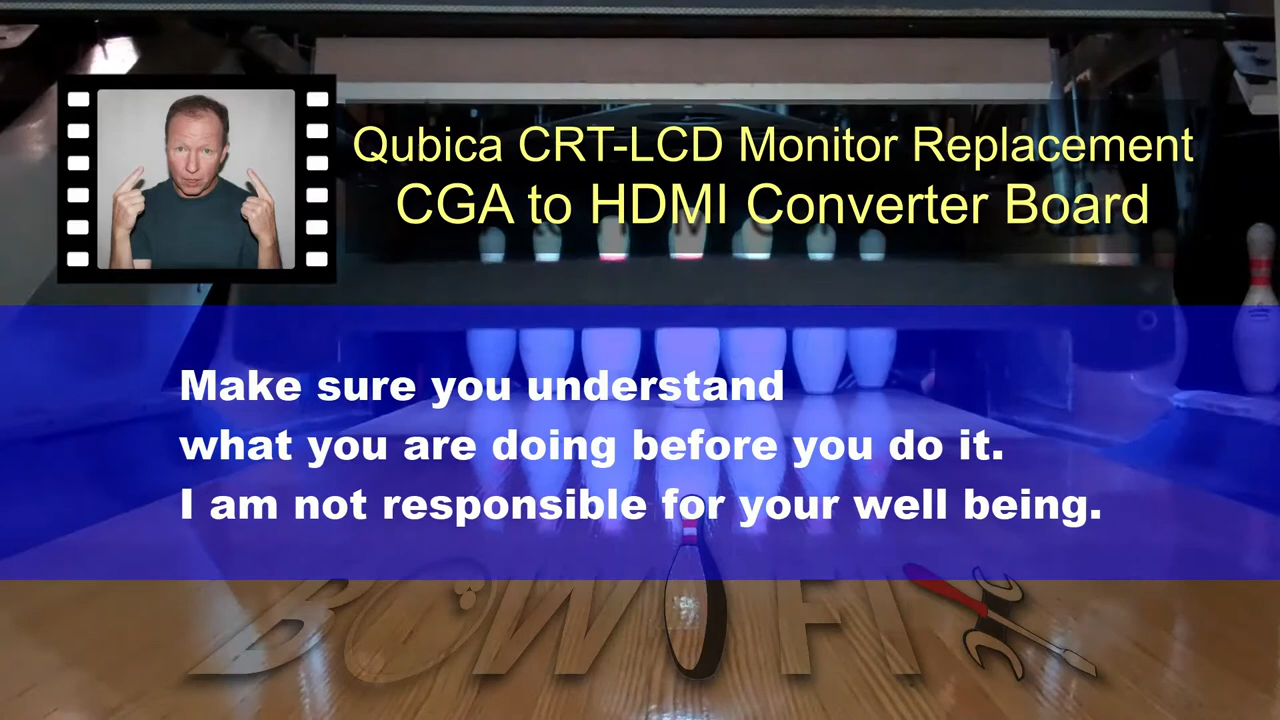 Qubica CRT-LCD Monitor Replacement
CGA to HDMI Converter Board
Make sure you understand
what you are doing before you do it.
I am not responsible for your well being.
BOWLFIX